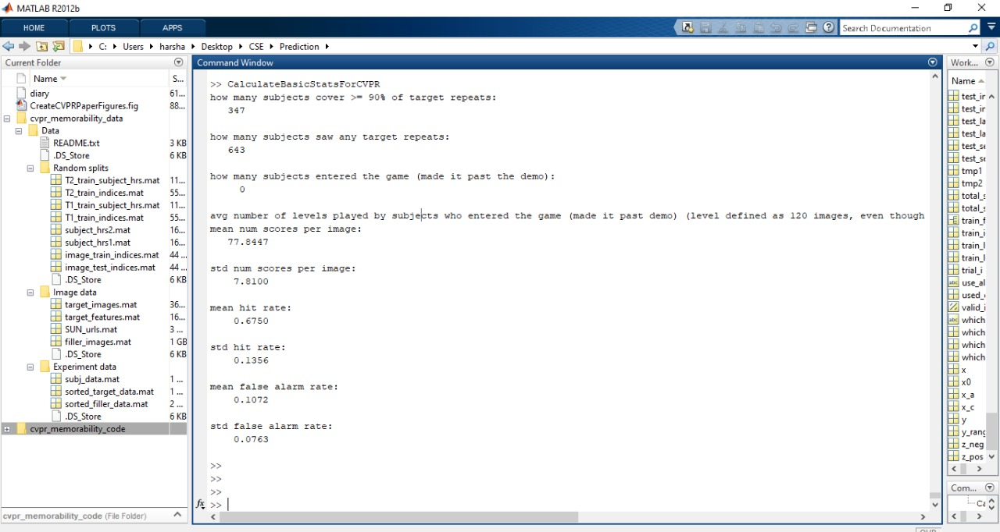 MATLAB R2012b
HOME PLOTS APPS
Search Documentation
C: Users harsha Desktop CSE Prediction
Current Folder
Name S...
diary 61...
CreateCVPRPaperFigures.fig 88...
cvpr_memorability_data
Data
README.txt 3 KB
.DS_Store 6 KB
Random splits
T2_train_subject_hrs.mat 11...
T2_train_indices.mat 55...
T1_train_subject_hrs.mat 11...
T1_train_indices.mat 55...
subject_hrs2.mat 16...
subject_hrs1.mat 16...
image_train_indices.mat 44 ...
image_test_indices.mat 44 ...
.DS_Store 6 KB
Image data
target_images.mat 36...
target_features.mat 16...
SUN_urls.mat 3 ...
filler_images.mat 1 GB
.DS_Store 6 KB
Experiment data
subj_data.mat 1 ...
sorted_target_data.mat 1 ...
sorted_filler_data.mat 2 ...
.DS_Store 6 KB
cvpr_memorability_code
cvpr_memorability_code (File Folder)
Command Window
>> CalculateBasicStatsForCVPR
how many subjects cover >= 90% of target repeats:
347
how many subjects saw any target repeats:
643
how many subjects entered the game (made it past the demo):
0
avg number of levels played by subjects who entered the game (made it past demo) (level defined as 120 images, even though
mean num scores per image:
77.8447
std num scores per image:
7.8100
mean hit rate:
0.6750
std hit rate:
0.1356
mean false alarm rate:
0.1072
std false alarm rate:
0.0763
>>
>>
>>
fx >>
Work...
Name
test_ir
test_ir
test_la
test_la
test_se
test_se
tmp1
tmp2
total_s
total_s
train_f
train_i
train_l
train_l
trial_i
use_al
used_
valid_i
which
which
which
which
x
x0
x_a
x_c
y
y_rang
z_neg
z_pos
Com...